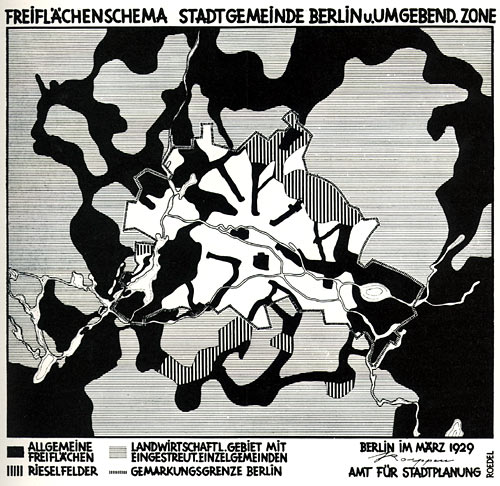 FREIFLÄCHENSCHEMA STADTGEMEINDE BERLIN u. UMGEBEND. ZONE
ALLGEMEINE
FREIFLÄCHEN
RIESELFELDER
LANDWIRTSCHAFTL. GEBIET MIT
EINGESTREUT. EINZELGEMEINDEN
GEMARKUNGSGRENZE BERLIN
BERLIN IM MÄRZ 1929
AMT FÜR STADTPLANUNG
ROEDEL